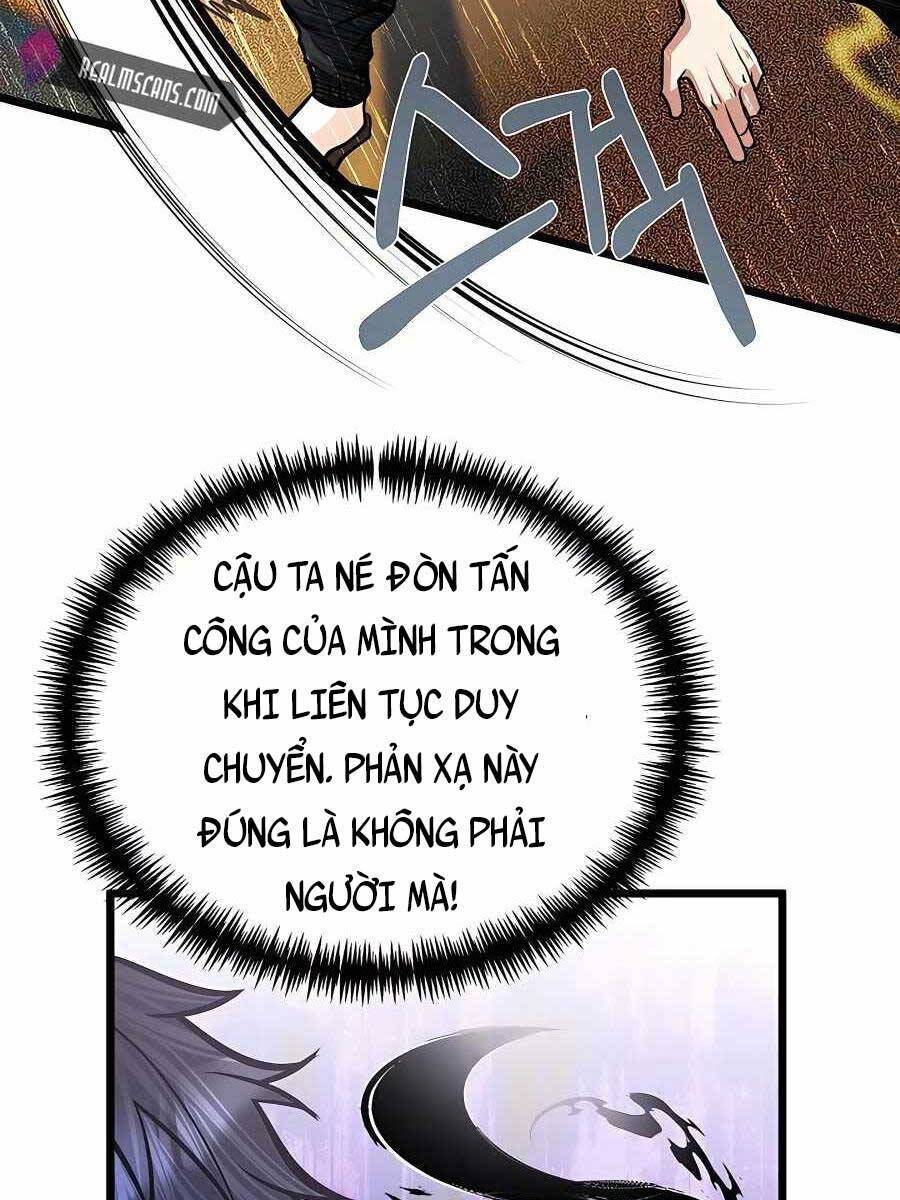 REALMSCANS.COM
스걱
CẬU TA NÉ ĐÒN TẤN
CÔNG CỦA MÌNH TRONG
KHI LIÊN TỤC DUY
CHUYỂN. PHẢN XẠ NÀY
ĐÚNG LÀ KHÔNG PHẢI
NGƯỜI MÀ!